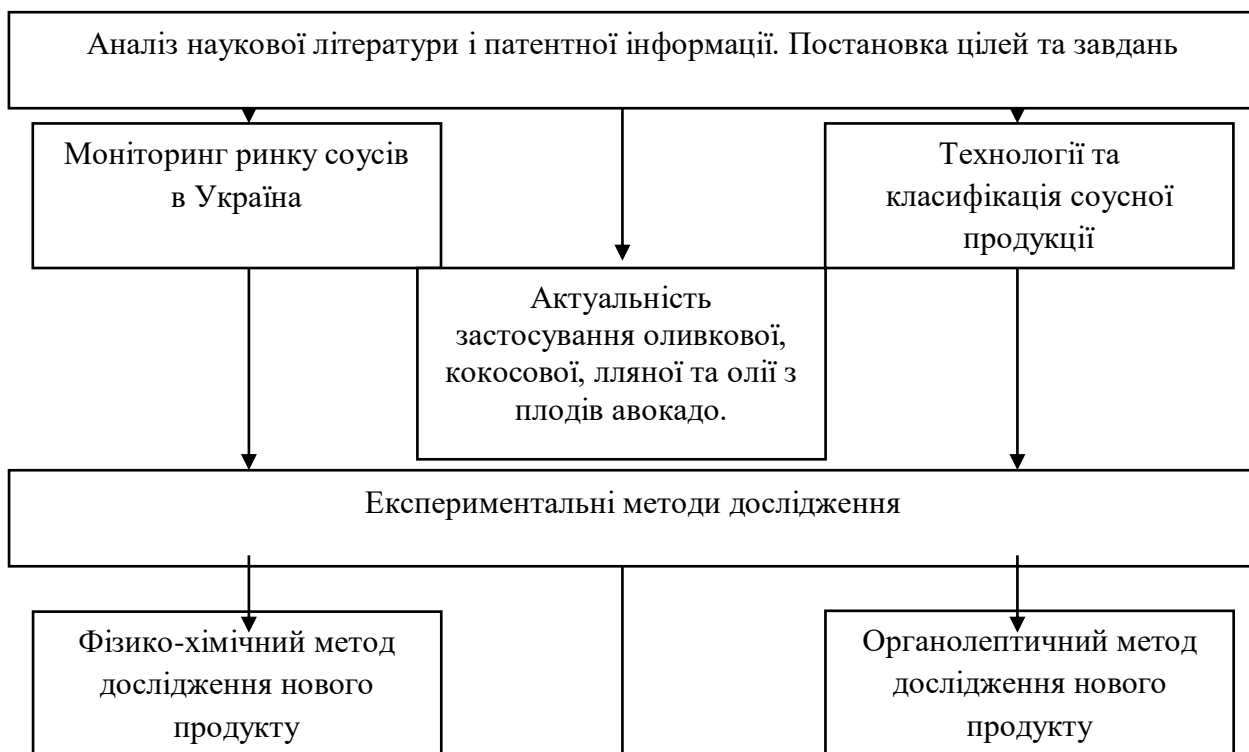 Аналіз наукової літератури і патентної інформації. Постановка цілей та завдань
Моніторинг ринку соусів
в Україна
Технології та
класифікація соусної
продукції
Актуальність
застосування оливкової,
кокосової, лляної та олії з
плодів авокадо.
Експериментальні методи дослідження
Фізико-хімічний метод
дослідження нового
продукту
Органолептичний метод
дослідження нового
продукту